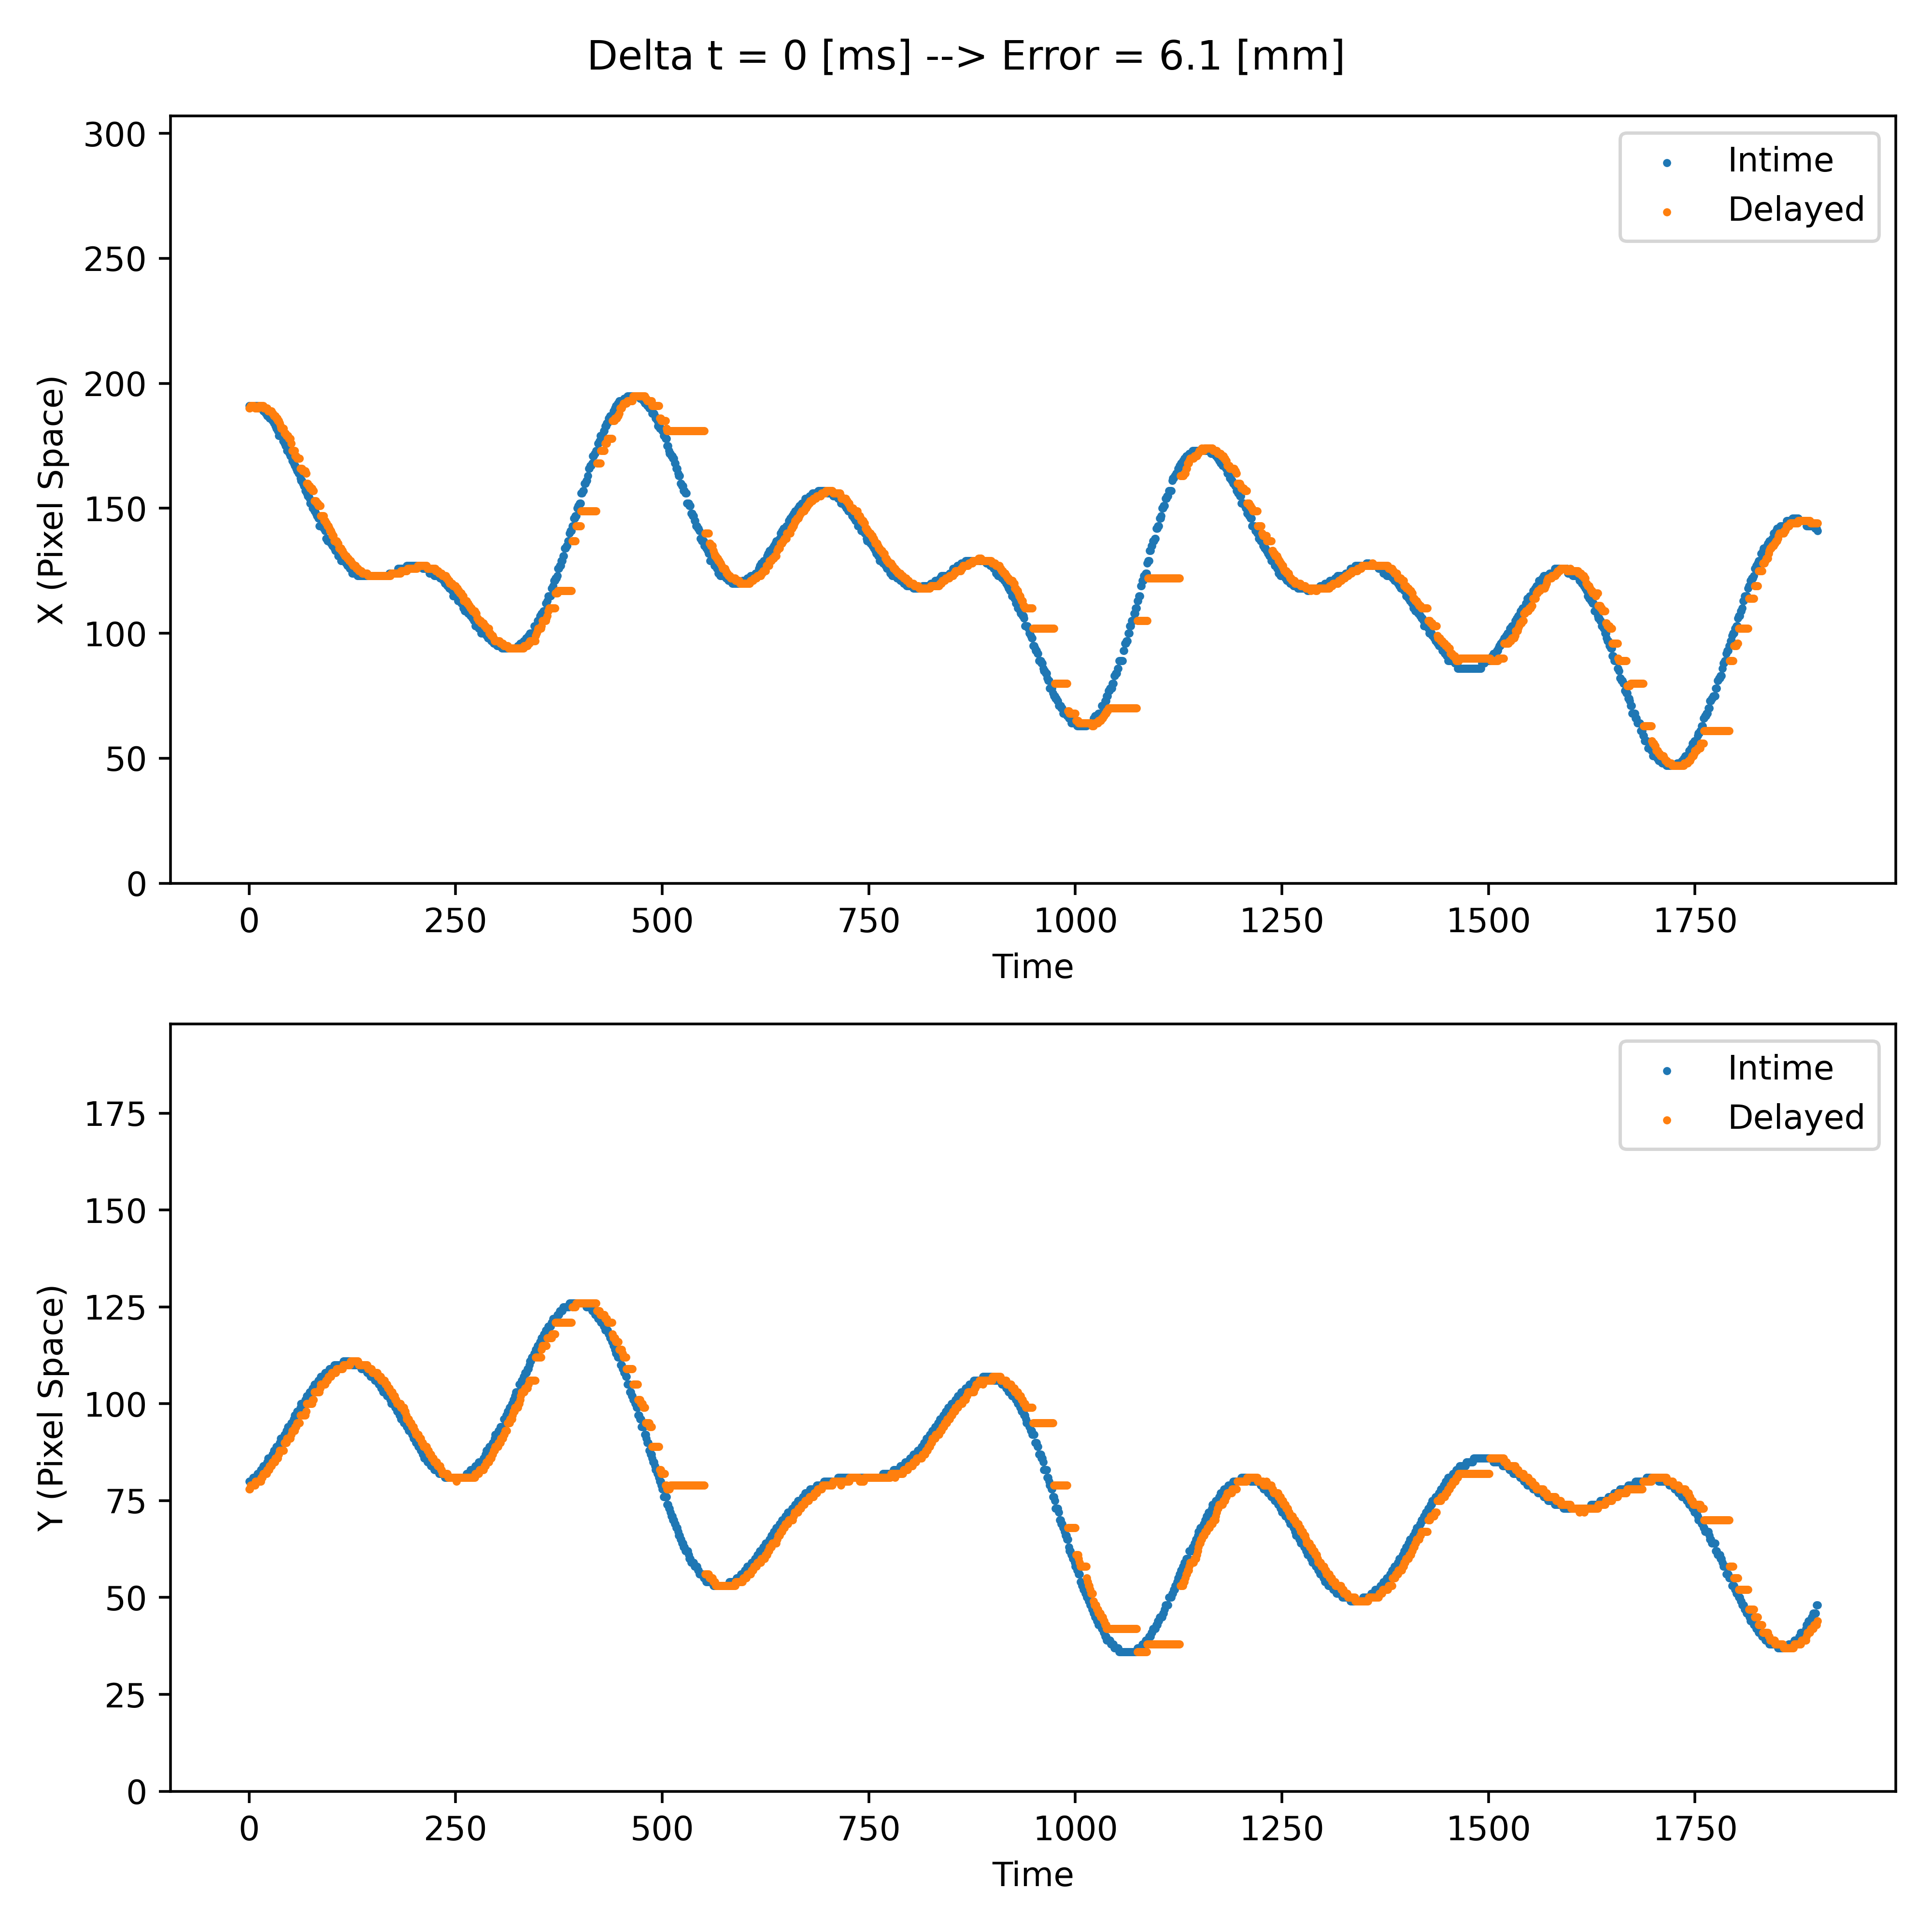 Delta t = 0 [ms] --> Error = 6.1 [mm]
300
250
200
150
100
50
0
X (Pixel Space)
Intime
Delayed
0 250 500 750 1000 1250 1500 1750
Time
175
150
125
100
75
50
25
0
Y (Pixel Space)
Intime
Delayed
0 250 500 750 1000 1250 1500 1750
Time